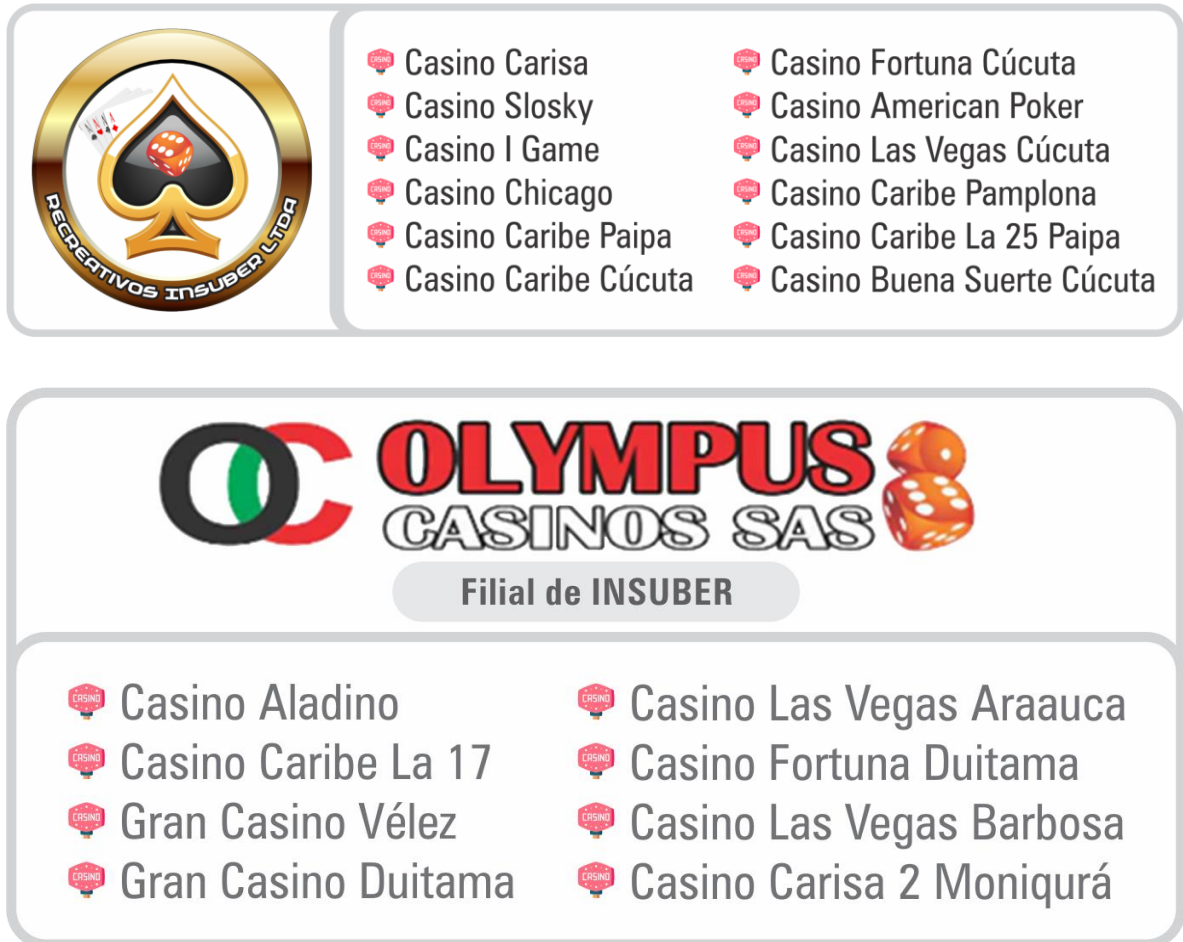 RECREATIVOS INSUBER LTDA
Casino Carisa
Casino Slosky
Casino I Game
Casino Chicago
Casino Caribe Paipa
Casino Caribe Cúcuta
Casino Fortuna Cúcuta
Casino American Poker
Casino Las Vegas Cúcuta
Casino Caribe Pamplona
Casino Caribe La 25 Paipa
Casino Buena Suerte Cúcuta
OC OLYMPUS
CASINOS SAS
Filial de INSUBER
Casino Aladino
Casino Caribe La 17
Gran Casino Vélez
Gran Casino Duitama
Casino Las Vegas Araauca
Casino Fortuna Duitama
Casino Las Vegas Barbosa
Casino Carisa 2 Moniqurá